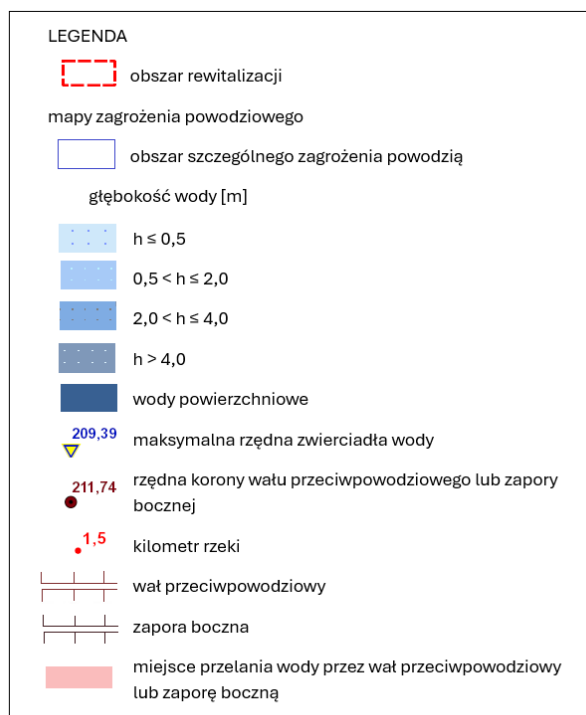 LEGENDA
obszar rewitalizacji
mapy zagrożenia powodziowego
obszar szczególnego zagrożenia powodzią
głębokość wody [m]
h ≤ 0,5
0,5 < h ≤ 2,0
2,0 < h ≤ 4,0
h > 4,0
wody powierzchniowe
209,39
maksymalna rzędna zwierciadła wody
211,74
rzędna korony wału przeciwpowodziowego lub zapory
bocznej
1,5
kilometr rzeki
wał przeciwpowodziowy
zapora boczna
miejsce przelania wody przez wał przeciwpowodziowy
lub zaporę boczną